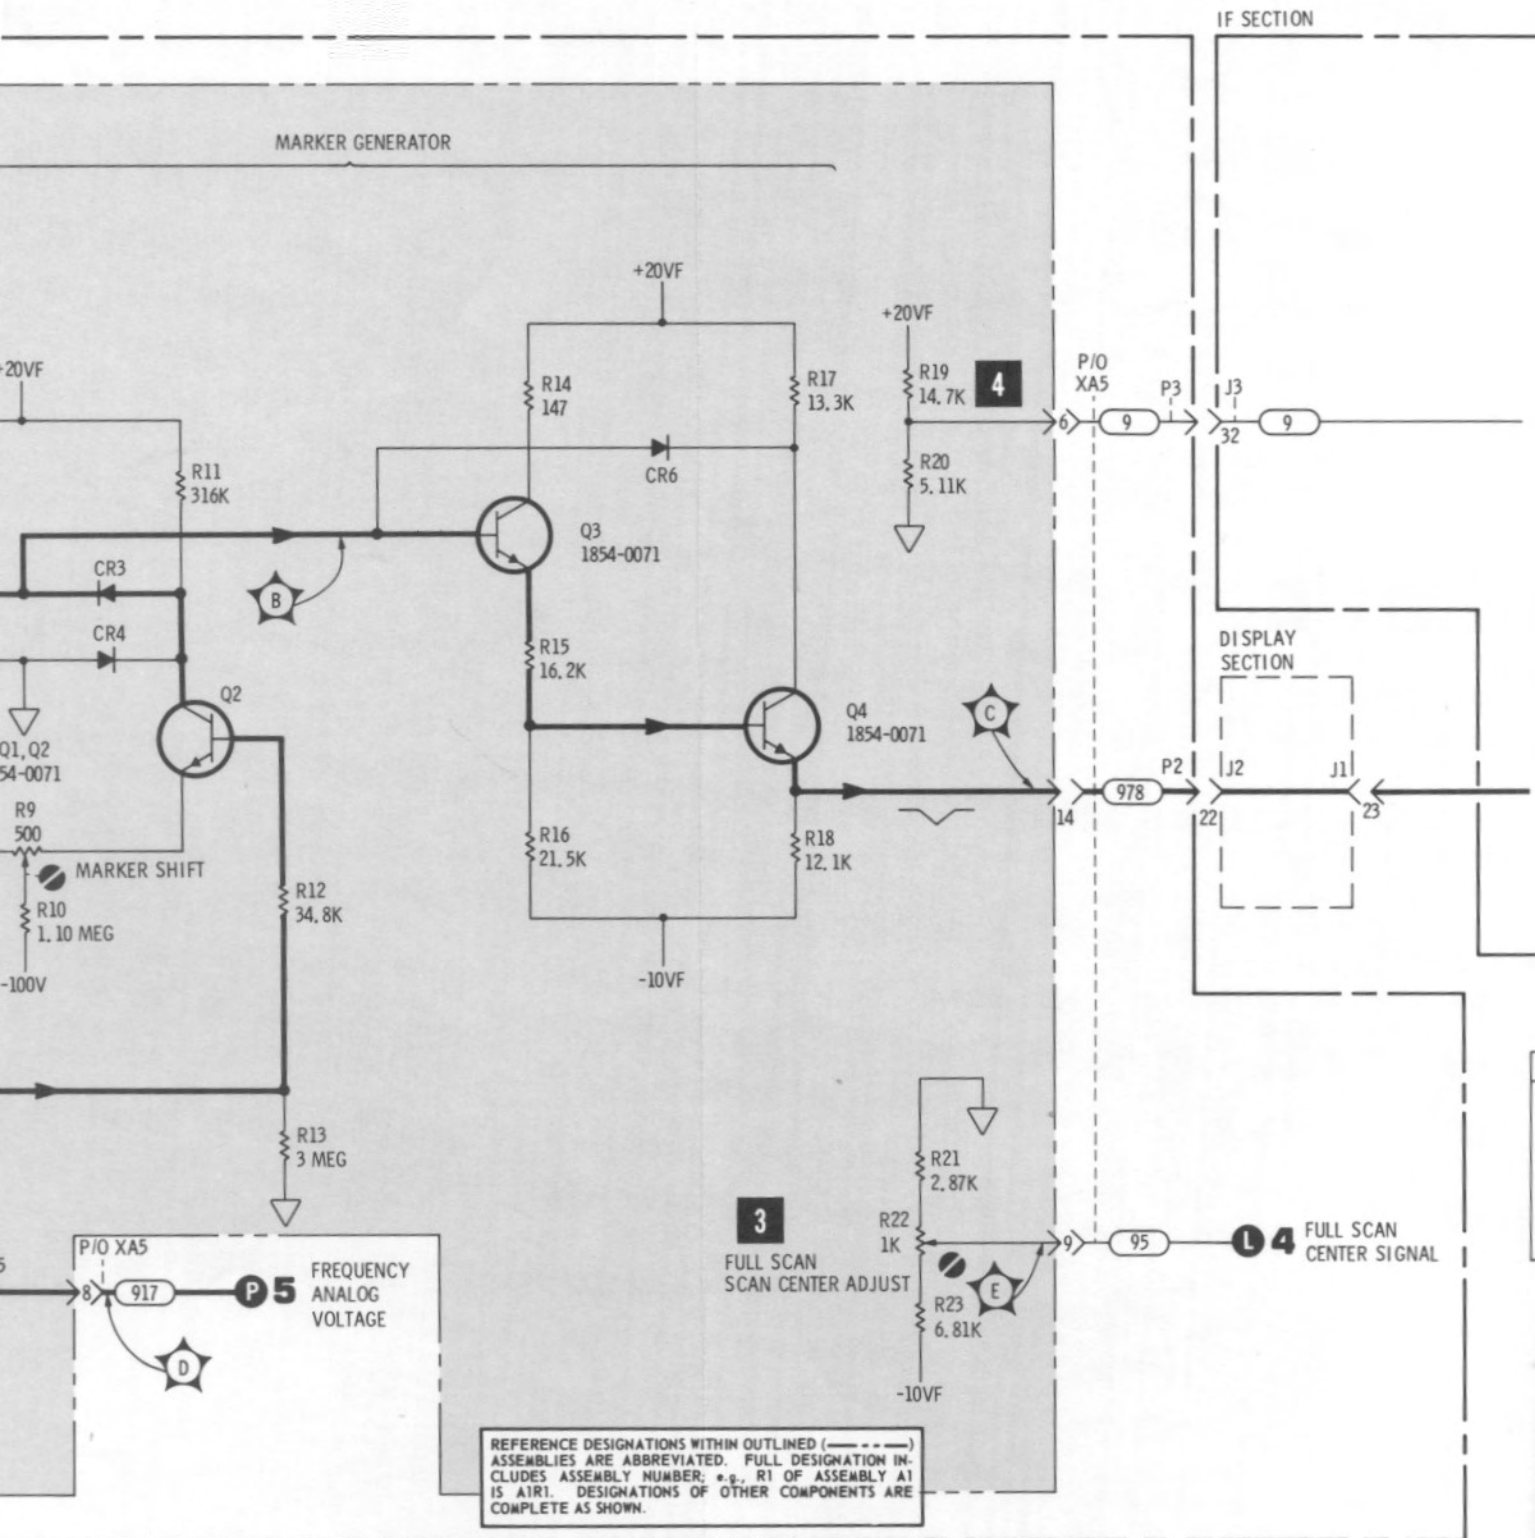 IF SECTION
MARKER GENERATOR
+20VF
+20VF
+20VF
R14
147
R17
13.3K
R19
14.7K
4
P/O
XA5
P3
J3
6
9
32
9
R11
316K
CR6
R20
5.11K
Q3
1854-0071
CR3
B
CR4
R15
16.2K
DISPLAY
SECTION
Q2
Q4
1854-0071
C
Q1, Q2
54-0071
P2
J2
J1
978
14
22
23
R9
500
MARKER SHIFT
R16
21.5K
R18
12.1K
R12
34.8K
R10
1.10 MEG
-100V
-10VF
R13
3 MEG
R21
2.87K
3
R22
1K
FULL SCAN
SCAN CENTER ADJUST
9
95
L 4
FULL SCAN
CENTER SIGNAL
P/O XA5
5
8
917
P 5
FREQUENCY
ANALOG
VOLTAGE
E
R23
6.81K
D
-10VF
REFERENCE DESIGNATIONS WITHIN OUTLINED (— - - —)
ASSEMBLIES ARE ABBREVIATED. FULL DESIGNATION IN-
CLUDES ASSEMBLY NUMBER; e.g., R1 OF ASSEMBLY A1
IS A1R1. DESIGNATIONS OF OTHER COMPONENTS ARE
COMPLETE AS SHOWN.